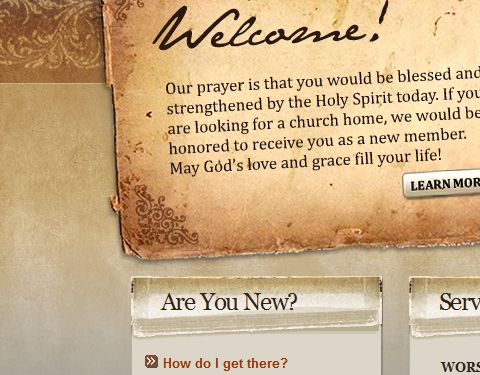 Welcome!
Our prayer is that you would be blessed and
strengthened by the Holy Spirit today. If you
are looking for a church home, we would be
honored to receive you as a new member.
May God's love and grace fill your life!
LEARN MOR
Are You New?
Serv
How do I get there?
WORS